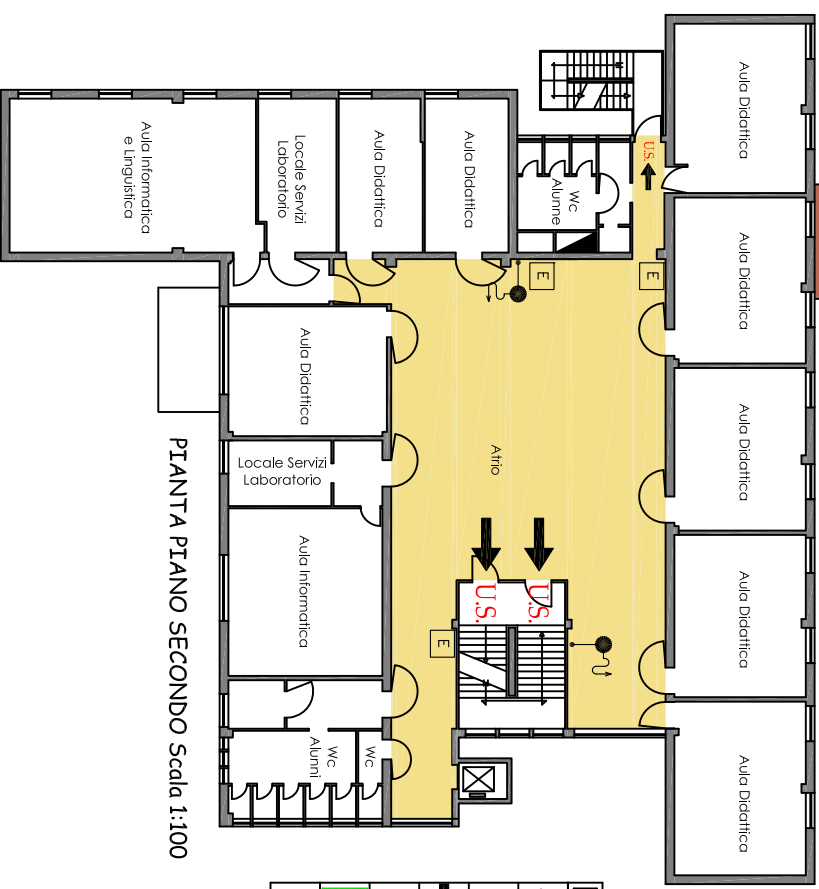 Aula Didattica
Aula Informatica
e Linguistica
Locale Servizi
Laboratorio
Aula Didattica
Aula Didattica
Wc
Alunne
U.S.
Aula Didattica
E
E
Aula Didattica
Aula Didattica
Locale Servizi
Laboratorio
Atrio
Aula Didattica
Aula Informatica
U.S.
U.S.
E
Aula Didattica
Wc
Alunni
Wc
Aula Didattica
PIANTA PIANO SECONDO Scala 1:100